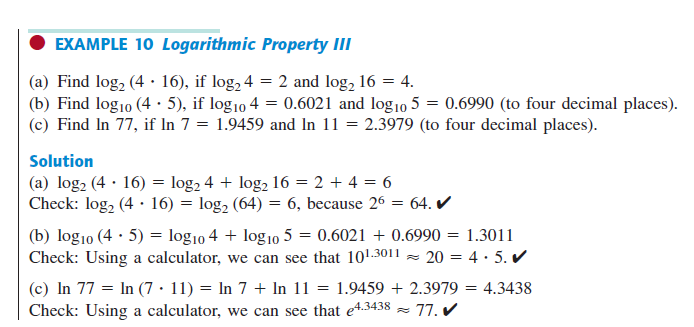 EXAMPLE 10 Logarithmic Property III
(a) Find log₂ (4 · 16), if log₂ 4 = 2 and log₂ 16 = 4.
(b) Find log₁₀ (4 · 5), if log₁₀ 4 = 0.6021 and log₁₀ 5 = 0.6990 (to four decimal places).
(c) Find ln 77, if ln 7 = 1.9459 and ln 11 = 2.3979 (to four decimal places).
Solution
(a) log₂ (4 · 16) = log₂ 4 + log₂ 16 = 2 + 4 = 6
Check: log₂ (4 · 16) = log₂ (64) = 6, because 2⁶ = 64. ✔
(b) log₁₀ (4 · 5) = log₁₀ 4 + log₁₀ 5 = 0.6021 + 0.6990 = 1.3011
Check: Using a calculator, we can see that 10^1.3011 ≈ 20 = 4 · 5. ✔
(c) ln 77 = ln (7 · 11) = ln 7 + ln 11 = 1.9459 + 2.3979 = 4.3438
Check: Using a calculator, we can see that e^4.3438 ≈ 77. ✔